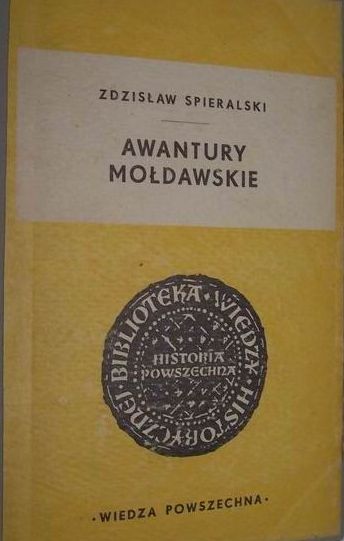 ZDZISŁAW SPIERALSKI
AWANTURY
MOŁDAWSKIE
BIBLIOTEKA · WIEDZY · HISTORYCZNEJ ·
HISTORIA
POWSZECHNA
· WIEDZA POWSZECHNA ·